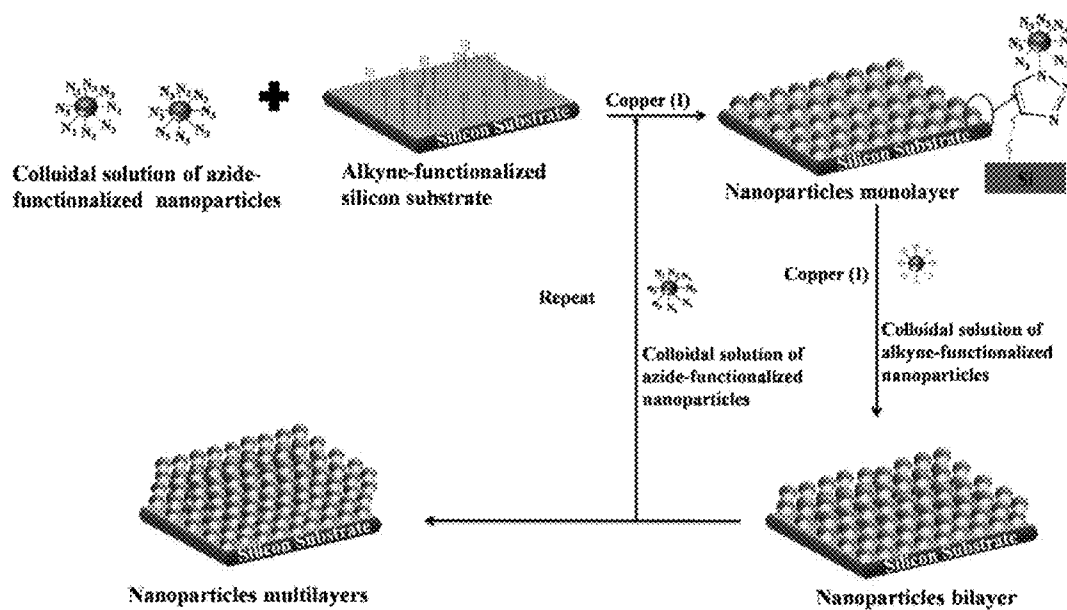 Colloidal solution of azide-
functionalized nanoparticles
Alkyne-functionalized
silicon substrate
Silicon Substrate
Copper (I)
Silicon Substrate
Nanoparticles monolayer
N
N
Copper (I)
Colloidal solution of
alkyne-functionalized
nanoparticles
Repeat
Colloidal solution of
azide-functionalized
nanoparticles
Silicon Substrate
Nanoparticles multilayers
Silicon Substrate
Nanoparticles bilayer